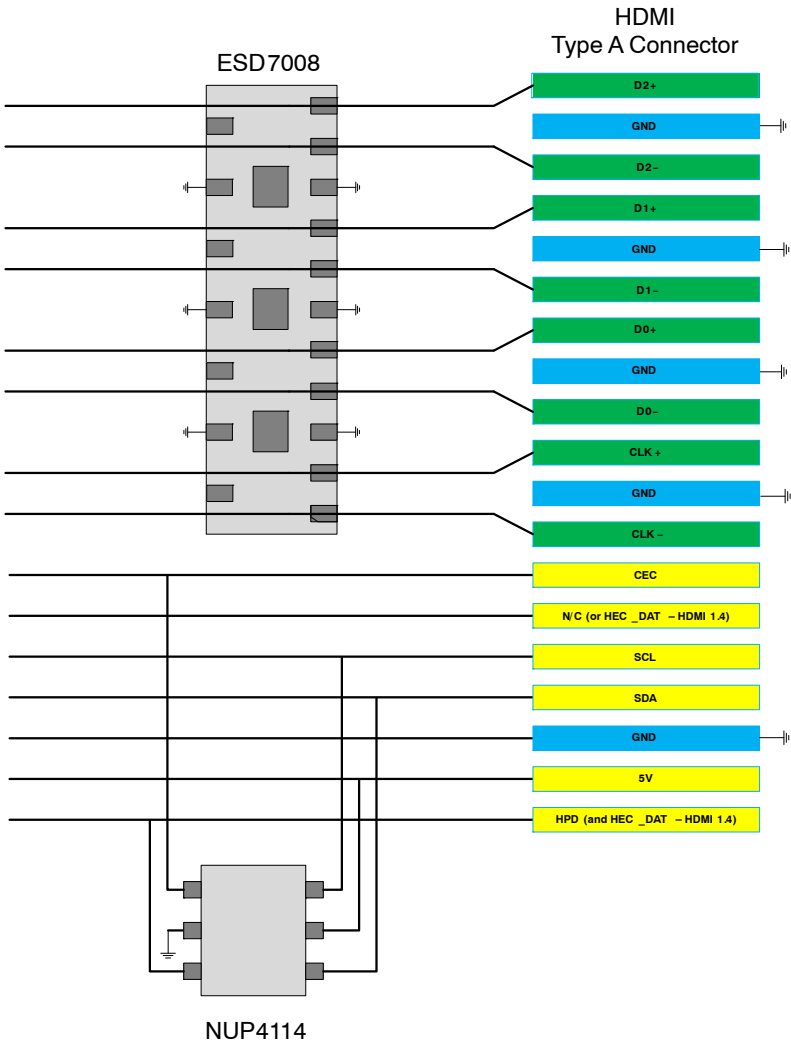 HDMI
Type A Connector
ESD7008
D2+
GND
D2−
D1+
GND
D1−
D0+
GND
D0−
CLK +
GND
CLK −
CEC
N/C (or HEC _DAT – HDMI 1.4)
SCL
SDA
GND
5V
HPD (and HEC _DAT – HDMI 1.4)
NUP4114